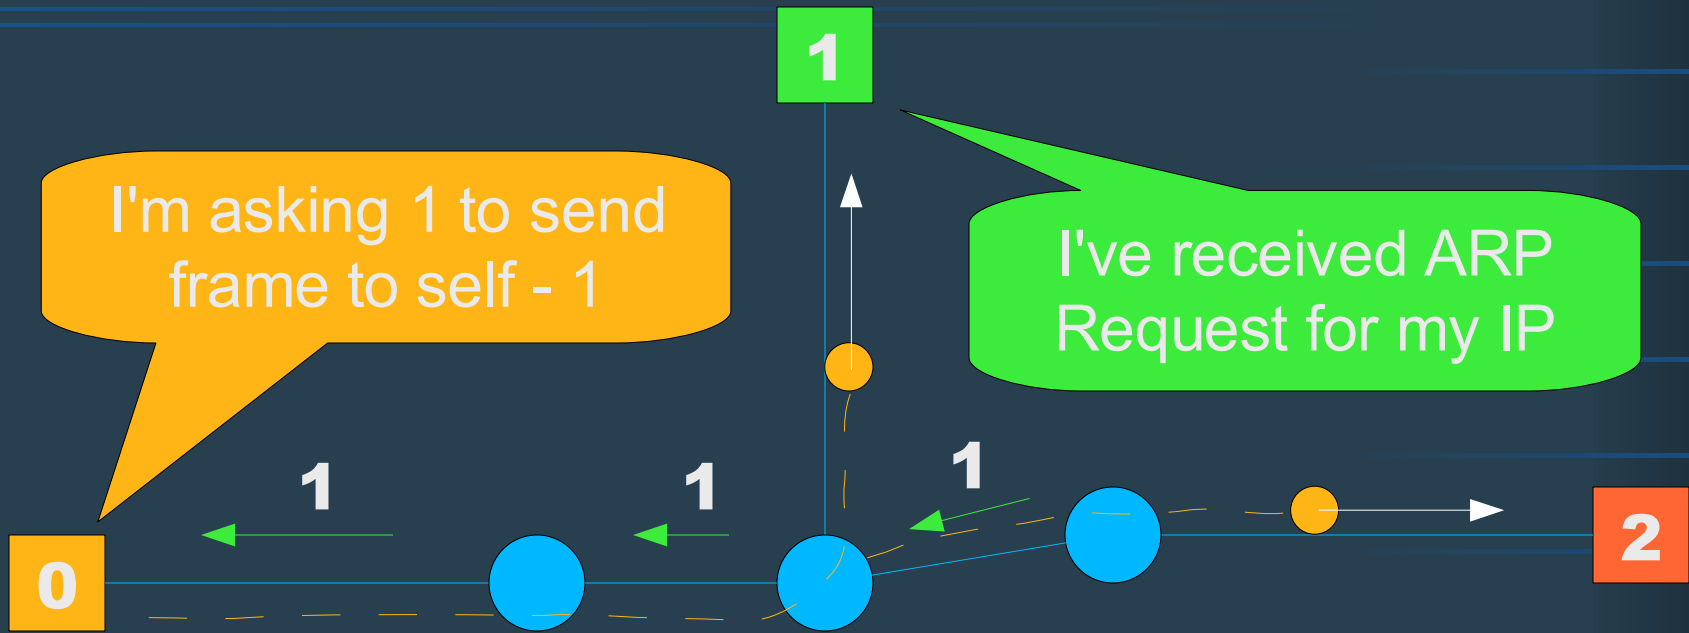 1
I'm asking 1 to send
frame to self - 1
I've received ARP
Request for my IP
1
1
1
0
2